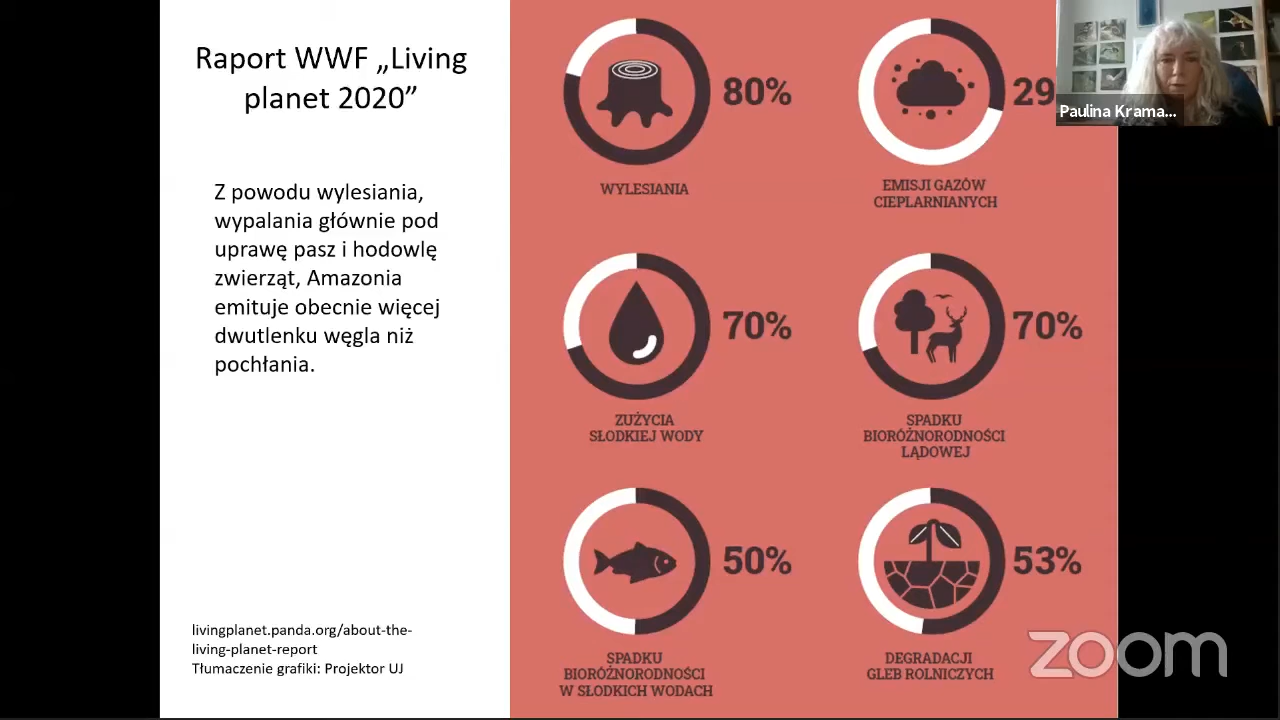 Raport WWF „Living
planet 2020”
Z powodu wylesiania,
wypalania głównie pod
uprawę pasz i hodowlę
zwierząt, Amazonia
emituje obecnie więcej
dwutlenku węgla niż
pochłania.
livingplanet.panda.org/about-the-
living-planet-report
Tłumaczenie grafiki: Projektor UJ
80%
WYLESIANIA
29
EMISJI GAZÓW
CIEPLARNIANYCH
70%
ZUŻYCIA
SŁODKIEJ WODY
70%
SPADKU
BIORÓŻNORODNOŚCI
LĄDOWEJ
50%
SPADKU
BIORÓŻNORODNOŚCI
W SŁODKICH WODACH
53%
DEGRADACJI
GLEB ROLNICZYCH
Paulina Krama...
zoom